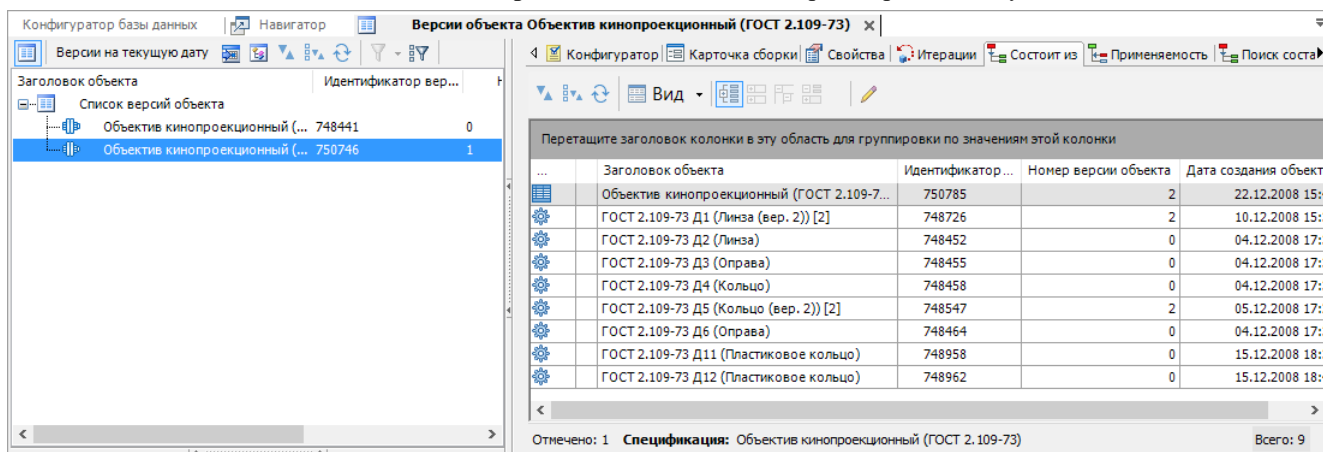 Конфигуратор базы данных Навигатор Версии объекта Объектив кинопроекционный (ГОСТ 2.109-73)
Версии на текущую дату
Заголовок объекта Идентификатор вер...
Список версий объекта
Объектив кинопроекционный (... 748441 0
Объектив кинопроекционный (... 750746 1
Конфигуратор Карточка сборки Свойства Итерации Состоит из Применяемость Поиск соста
Вид
Перетащите заголовок колонки в эту область для группировки по значениям этой колонки
... Заголовок объекта Идентификатор... Номер версии объекта Дата создания объект
Объектив кинопроекционный (ГОСТ 2.109-7... 750785 2 22.12.2008 15:
ГОСТ 2.109-73 Д1 (Линза (вер. 2)) [2] 748726 2 10.12.2008 15:
ГОСТ 2.109-73 Д2 (Линза) 748452 0 04.12.2008 17:
ГОСТ 2.109-73 Д3 (Оправа) 748455 0 04.12.2008 17:
ГОСТ 2.109-73 Д4 (Кольцо) 748458 0 04.12.2008 17:
ГОСТ 2.109-73 Д5 (Кольцо (вер. 2)) [2] 748547 2 05.12.2008 17:
ГОСТ 2.109-73 Д6 (Оправа) 748464 0 04.12.2008 17:
ГОСТ 2.109-73 Д11 (Пластиковое кольцо) 748958 0 15.12.2008 18:
ГОСТ 2.109-73 Д12 (Пластиковое кольцо) 748962 0 15.12.2008 18:
Отмечено: 1 Спецификация: Объектив кинопроекционный (ГОСТ 2.109-73) Всего: 9